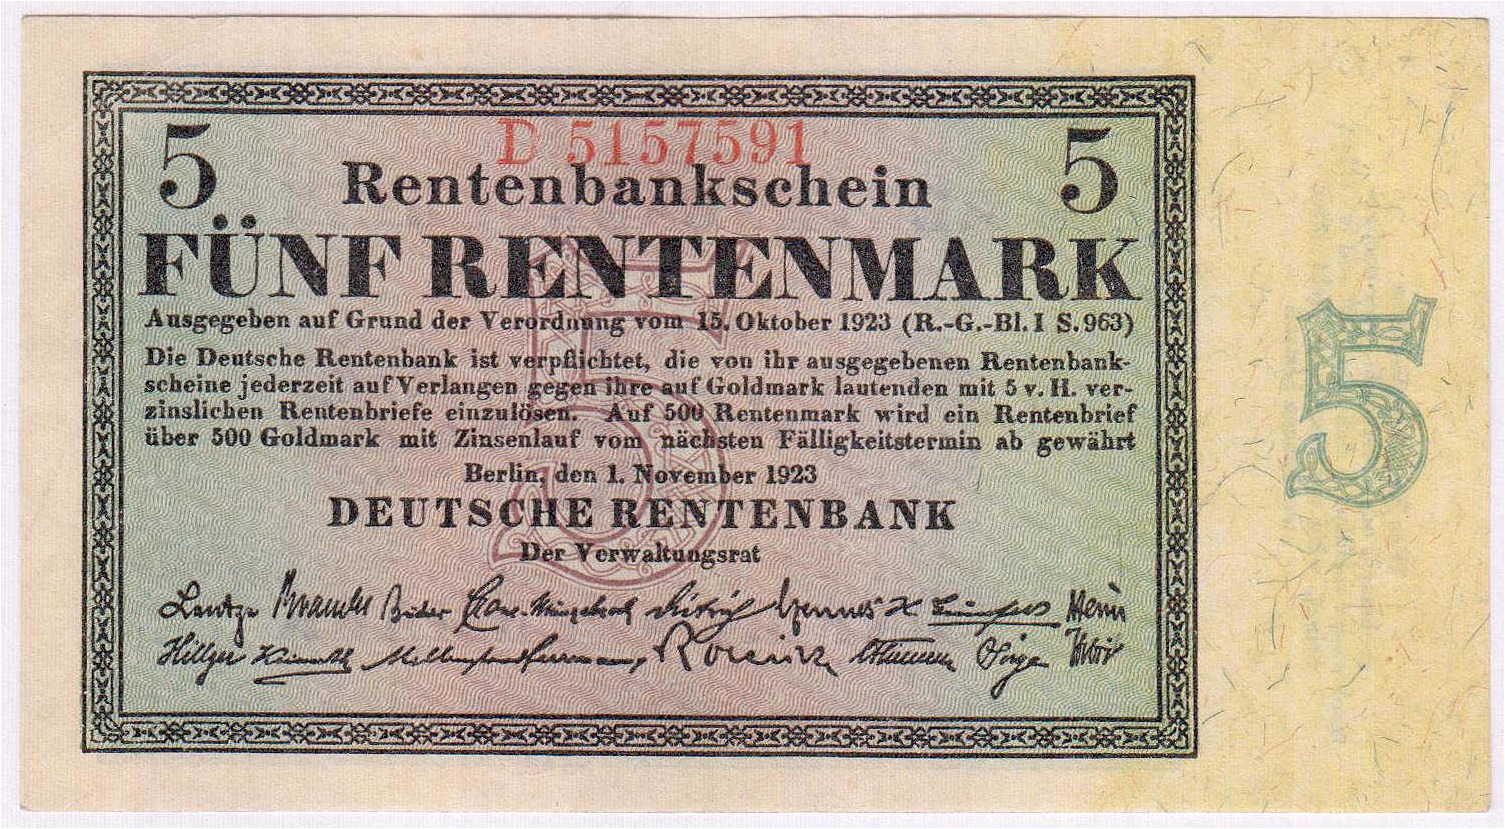 D 5157591
5 Rentenbankschein 5
FÜNF RENTENMARK
Ausgegeben auf Grund der Verordnung vom 15. Oktober 1923 (R.-G.-Bl. I S. 963)
Die Deutsche Rentenbank ist verpflichtet, die von ihr ausgegebenen Rentenbank-
scheine jederzeit auf Verlangen gegen ihre auf Goldmark lautenden mit 5 v. H. ver-
zinslichen Rentenbriefe einzulösen. Auf 500 Rentenmark wird ein Rentenbrief
über 500 Goldmark mit Zinsenlauf vom nächsten Fälligkeitstermin ab gewährt
Berlin, den 1. November 1923
DEUTSCHE RENTENBANK
Der Verwaltungsrat
Lentze
Hillger
5
5